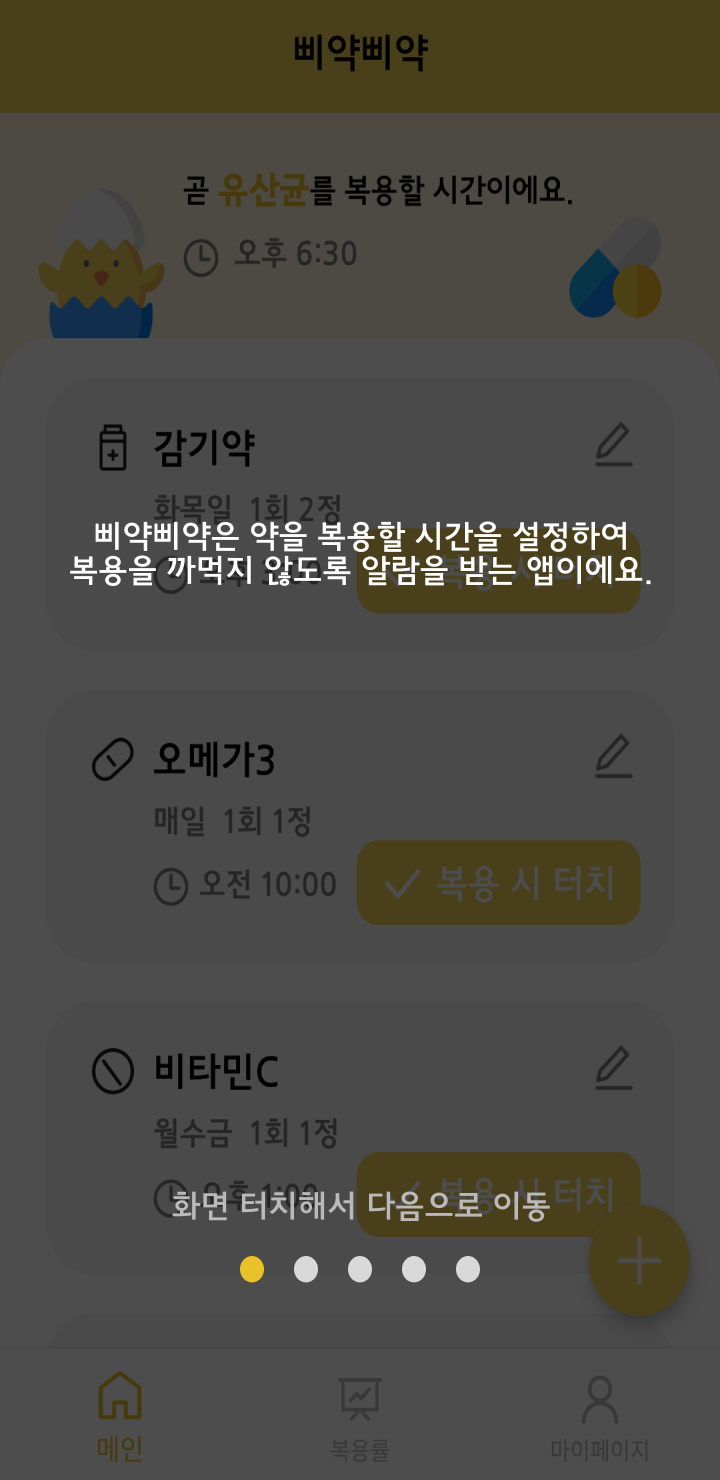 삐약삐약
곧 유산균를 복용할 시간이에요.
오후 6:30
감기약
화목일 1회 2정
삐약삐약은 약을 복용할 시간을 설정하여
복용을 까먹지 않도록 알람을 받는 앱이에요.
오메가3
매일 1회 1정
오전 10:00
복용 시 터치
비타민C
월수금 1회 1정
오후 1:00
복용 시 터치
화면 터치해서 다음으로 이동
메인
복용률
마이페이지